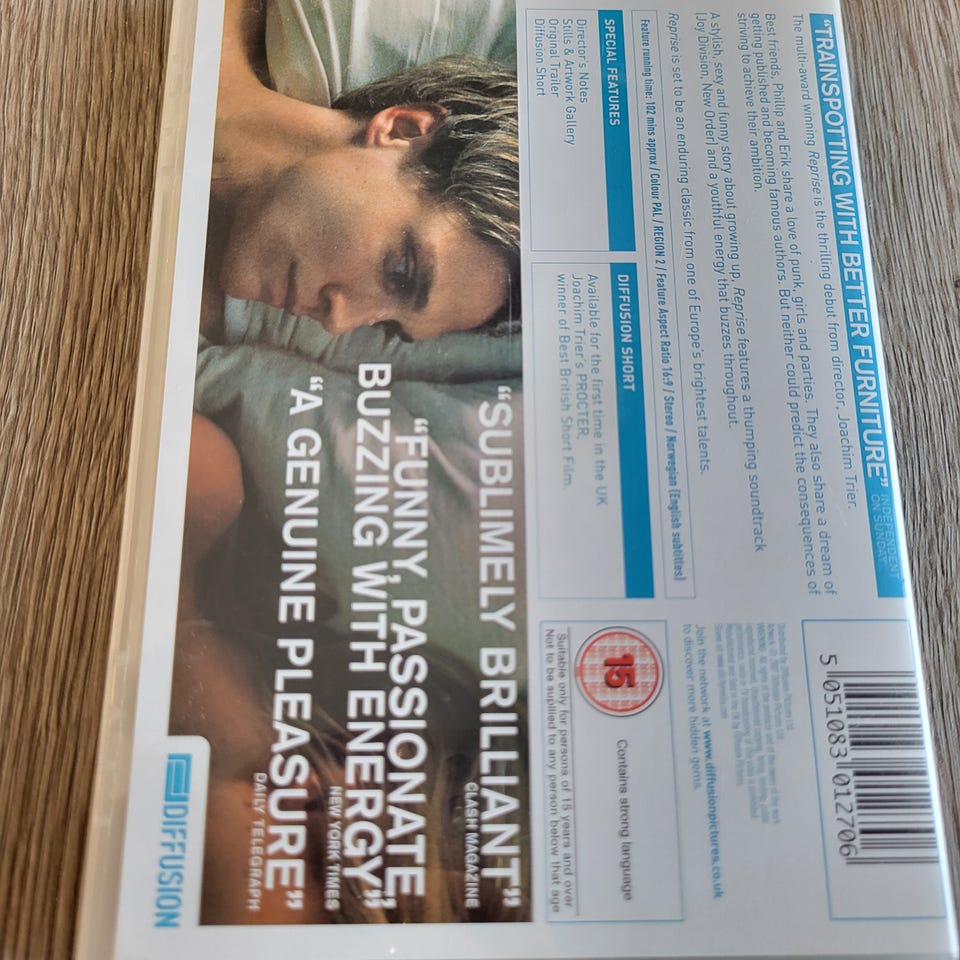 “SUBLIMELY BRILLIANT”
CLASH MAGAZINE
“FUNNY, PASSIONATE
BUZZING WITH ENERGY”
NEW YORK TIMES
“A GENUINE PLEASURE”
DAILY TELEGRAPH
“TRAINSPOTTING WITH BETTER FURNITURE” INDEPENDENT ON SUNDAY
The multi-award winning Reprise is the thrilling debut from director, Joachim Trier.
Best friends, Phillip and Erik share a love of punk, girls and parties. They also share a dream of
getting published and becoming famous authors. But neither could predict the consequences of
striving to achieve their ambition.
A stylish, sexy and funny story about growing up, Reprise features a thumping soundtrack
(Joy Division, New Order) and a youthful energy that buzzes throughout.
Reprise is set to be an enduring classic from one of Europe's brightest talents.
Feature running time: 102 mins approx / Colour PAL / REGION 2 / Feature Aspect Ratio 16:9 / Stereo / Norwegian (English subtitles)
SPECIAL FEATURES
Director's Notes
Stills & Artwork Gallery
Original Trailer
Diffusion Short
DIFFUSION SHORT
Available for the first time in the UK
Joachim Trier's PROCTER,
winner of Best British Short Film.
5 051083 012706
Join the network at www.diffusionpictures.co.uk
to discover more hidden gems.
15
Contains strong language
Suitable only for persons of 15 years and over
Not to be supplied to any person below that age
DIFFUSION